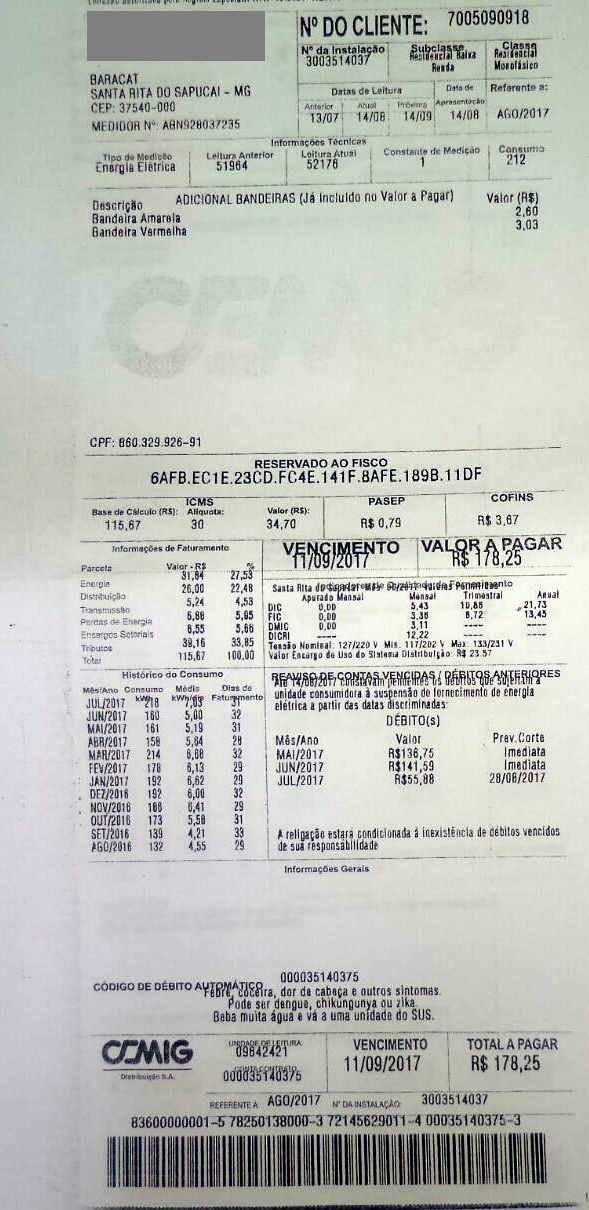 Nº DO CLIENTE: 7005090918
Nº da Instalação
3003514037
Subclasse
Residencial Baixa
Renda
Classe
Residencial
Monofásico
BARACAT
SANTA RITA DO SAPUCAI - MG
CEP: 37540-000
MEDIDOR Nº: ABN928037235
Datas de Leitura
Data de
Apresentação
Referente a:
Anterior Atual Próxima
13/07 14/08 14/09 14/08 AGO/2017
Informações Técnicas
Tipo de Medição Leitura Anterior Leitura Atual Constante de Medição Consumo
Energia Elétrica 51964 52176 1 212
Descrição ADICIONAL BANDEIRAS (Já incluído no Valor a Pagar) Valor (R$)
Bandeira Amarela 2,60
Bandeira Vermelha 3,03
CEMIG
CPF: 860.329.926-91
RESERVADO AO FISCO
6AFB.EC1E.23CD.FC4E.141F.8AFE.189B.11DF
ICMS PASEP COFINS
Base de Cálculo (R$): Alíquota: Valor (R$):
115,67 30 34,70 R$ 0,79 R$ 3,67
Informações de Faturamento
VENCIMENTO
11/09/2017
VALOR A PAGAR
R$ 178,25
Parcela Valor - R$ %
Energia 31,84 27,53
Distribuição 26,00 22,48
Transmissão 5,24 4,53
Perdas de Energia 6,88 5,95
Encargos Setoriais 6,55 5,66
Tributos 39,16 33,85
Total 115,67 100,00
Apurado Mensal Mensal Trimestral Anual
DIC 0,00 5,43 10,86 21,73
FIC 0,00 3,36 6,72 13,45
DMIC 0,00 3,11
DICRI ---- 12,22 ---- ----
Tensão Nominal: 127/220 V Min. 117/202 V Max: 133/231 V
Valor Encargo de Uso do Sistema Distribuição: R$ 23.57
Histórico do Consumo
Mês/Ano Consumo kWh Média kWh/dia Dias de Faturamento
JUL/2017 218 7,03 31
JUN/2017 160 5,00 32
MAI/2017 161 5,19 31
ABR/2017 158 5,64 28
MAR/2017 214 6,68 32
FEV/2017 178 6,13 29
JAN/2017 192 6,62 29
DEZ/2016 192 6,00 32
NOV/2016 186 6,41 29
OUT/2016 173 5,58 31
SET/2016 139 4,21 33
AGO/2016 132 4,55 29
REAVISO DE CONTAS VENCIDAS / DÉBITOS ANTERIORES
Até 14/08/2017 constavam pendentes os débitos que sujeitam a
unidade consumidora à suspensão do fornecimento de energia
elétrica a partir das datas discriminadas:
DÉBITO(s)
Mês/Ano Valor Prev.Corte
MAI/2017 R$136,75 Imediata
JUN/2017 R$141,59 Imediata
JUL/2017 R$55,88 28/08/2017
A religação estará condicionada à inexistência de débitos vencidos
de sua responsabilidade
Informações Gerais
CÓDIGO DE DÉBITO AUTOMÁTICO 000035140375
Febre, coceira, dor de cabeça e outros sintomas.
Pode ser dengue, chikungunya ou zika.
Beba muita água e vá a uma unidade do SUS.
CEMIG
Distribuição S.A.
UNIDADE DE LEITURA
09642421
000035140375
VENCIMENTO
11/09/2017
TOTAL A PAGAR
R$ 178,25
REFERENTE A: AGO/2017 Nº DA INSTALAÇÃO: 3003514037
83600000001-5 78250138000-3 72145629011-4 00035140375-3